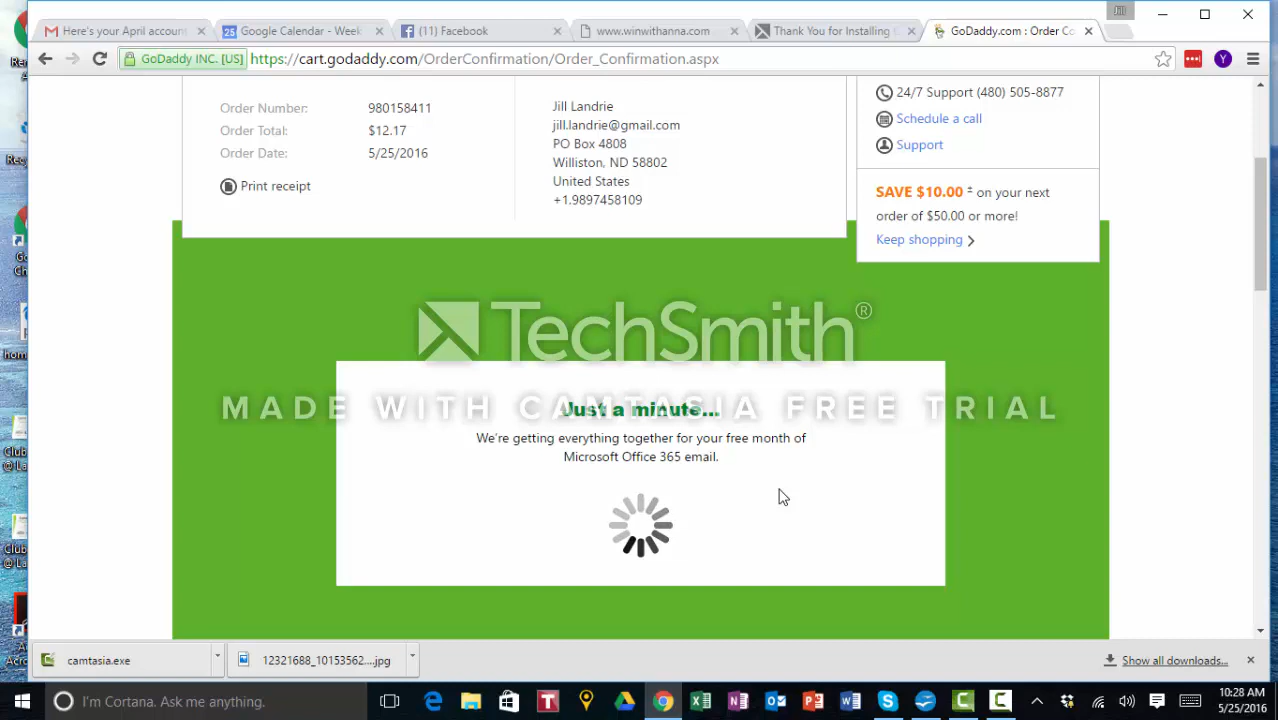 Jill
Here's your April account
Google Calendar - Week
(11) Facebook
www.winwithanna.com
Thank You for Installing
GoDaddy.com : Order Co
GoDaddy INC. [US]
https://cart.godaddy.com/OrderConfirmation/Order_Confirmation.aspx
Order Number: 980158411
Order Total: $12.17
Order Date: 5/25/2016
Print receipt
Jill Landrie
jill.landrie@gmail.com
PO Box 4808
Williston, ND 58802
United States
+1.9897458109
24/7 Support (480) 505-8877
Schedule a call
Support
SAVE $10.00 ± on your next
order of $50.00 or more!
Keep shopping
TechSmith®
MADE WITH CAMTASIA FREE TRIAL
Just a minute...
We're getting everything together for your free month of
Microsoft Office 365 email.
camtasia.exe
12321688_10153562....jpg
Show all downloads...
I'm Cortana. Ask me anything.
10:28 AM
5/25/2016